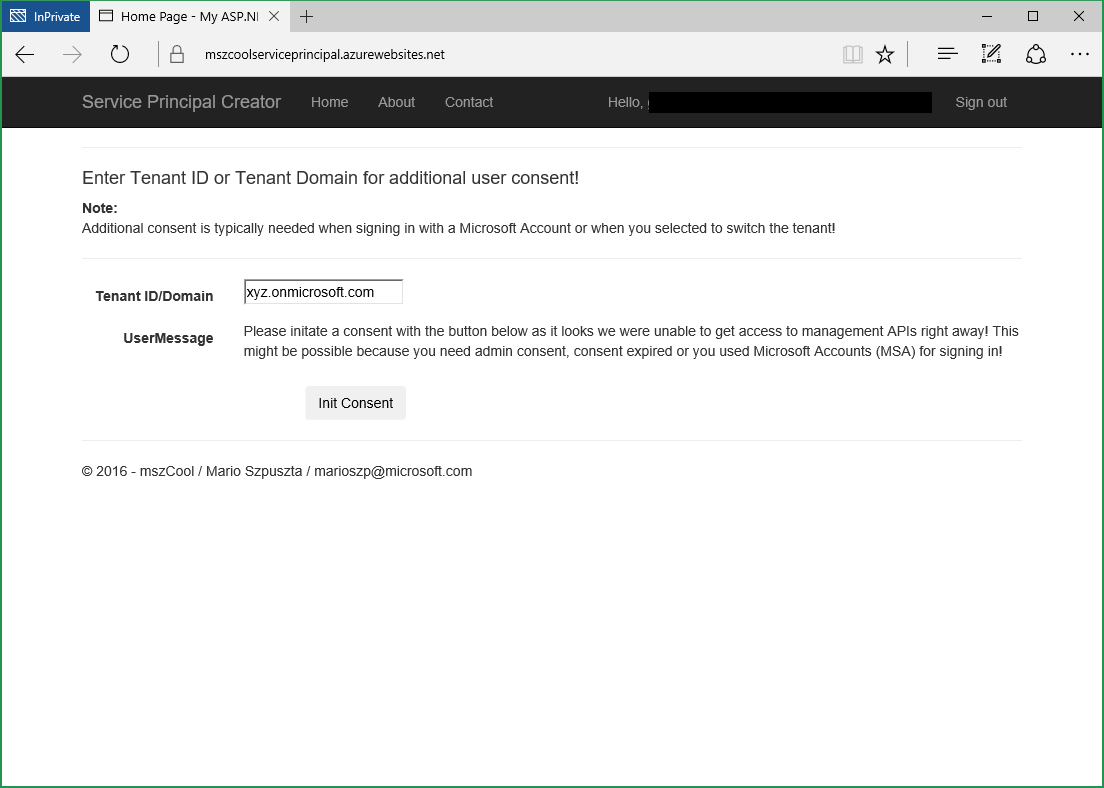 InPrivate
Home Page - My ASP.NI
mszcoolserviceprincipal.azurewebsites.net
Service Principal Creator Home About Contact Hello, Sign out
Enter Tenant ID or Tenant Domain for additional user consent!
Note:
Additional consent is typically needed when signing in with a Microsoft Account or when you selected to switch the tenant!
Tenant ID/Domain xyz.onmicrosoft.com
UserMessage
Please initate a consent with the button below as it looks we were unable to get access to management APIs right away! This
might be possible because you need admin consent, consent expired or you used Microsoft Accounts (MSA) for signing in!
Init Consent
© 2016 - mszCool / Mario Szpuszta / marioszp@microsoft.com